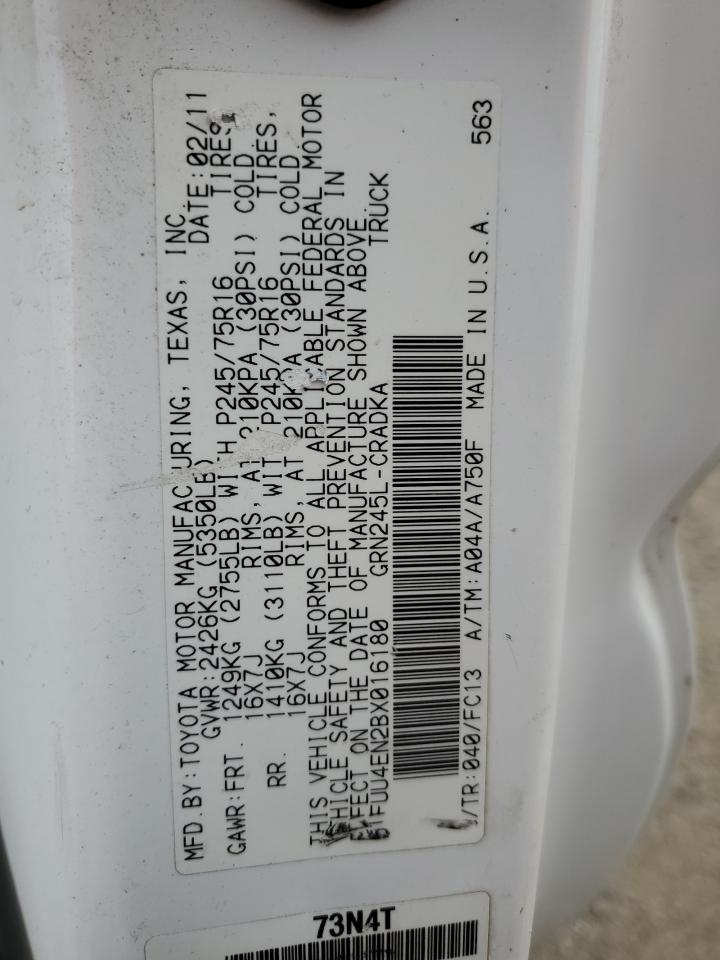 MFD.BY:TOYOTA MOTOR MANUFACTURING, TEXAS, INC.
GVWR:2426KG (5350LB) DATE:02/11
GAWR:FRT. 1249KG (2755LB) WITH P245/75R16 TIRES,
16X7J RIMS, AT 210KPA (30PSI) COLD
RR. 1410KG (3110LB) WITH P245/75R16 TIRES,
16X7J RIMS, AT 210KPA (30PSI) COLD
THIS VEHICLE CONFORMS TO ALL APPLICABLE FEDERAL MOTOR
VEHICLE SAFETY AND THEFT PREVENTION STANDARDS IN
EFFECT ON THE DATE OF MANUFACTURE SHOWN ABOVE.
5TFUU4EN2BX016180 GRN245L-CRADKA TRUCK
/TR:040/FC13 A/TM:A04A/A750F MADE IN U.S.A. 563
73N4T